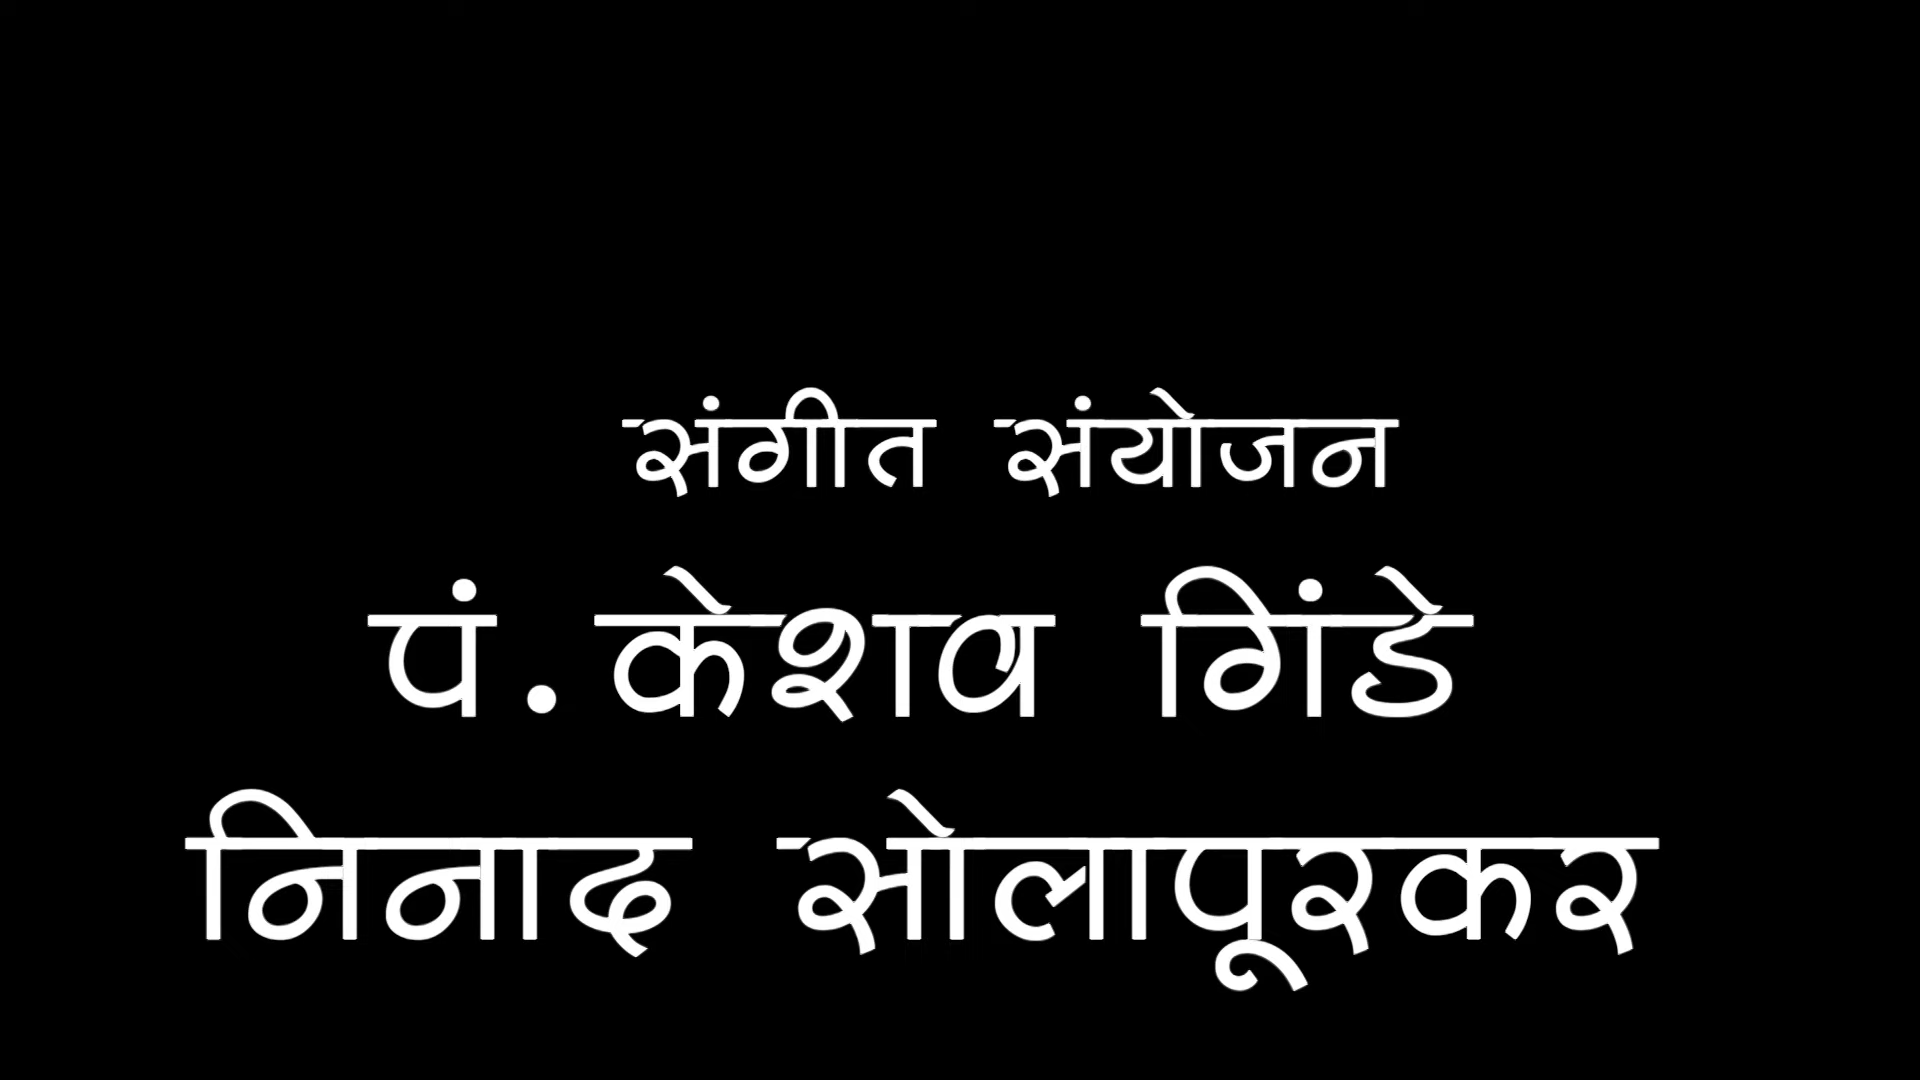 संगीत संयोजन
पं.केशव गिंडे
निनाद सोलापूरकर